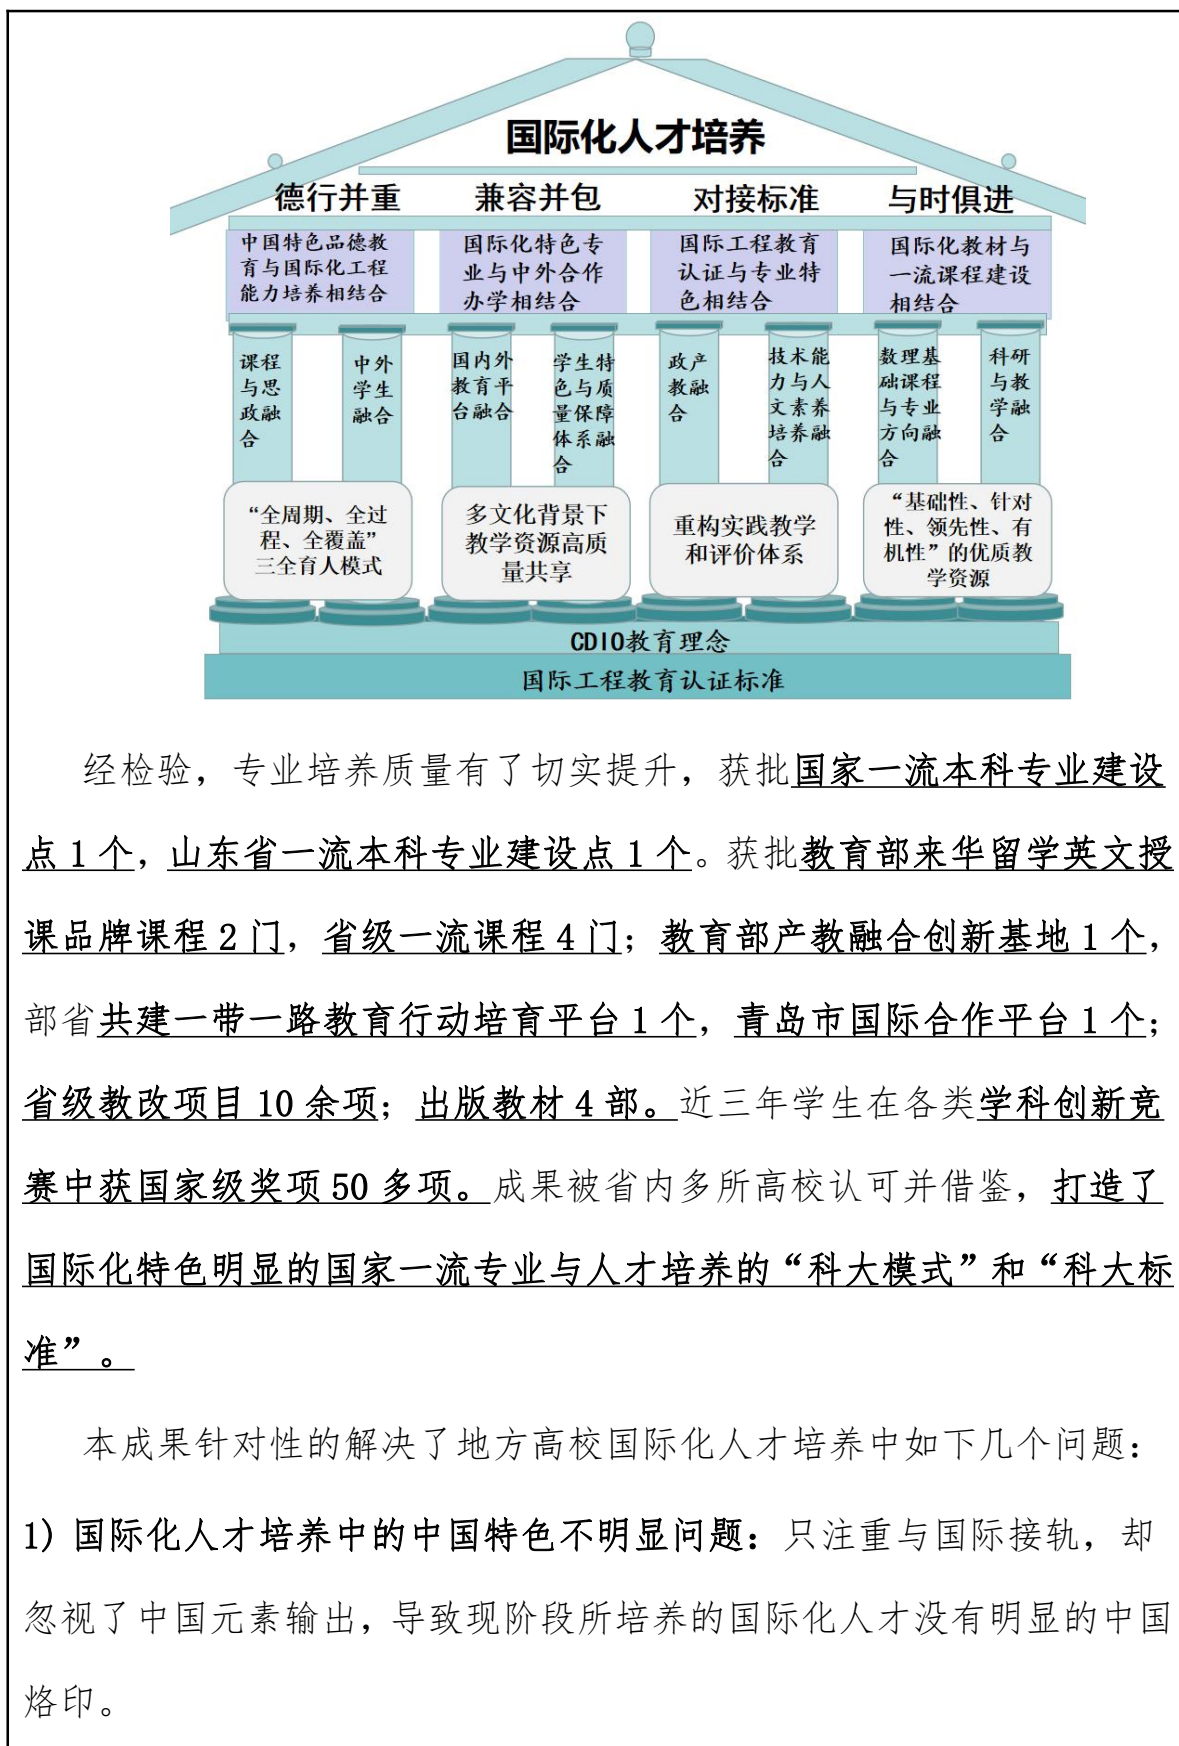 国际化人才培养
德行并重
兼容并包
对接标准
与时俱进
中国特色品德教
育与国际化工程
能力培养相结合
国际化特色专
业与中外合作
办学相结合
国际工程教育
认证与专业特
色相结合
国际化教材与
一流课程建设
相结合
课程
与思
政融
合
中外
学生
融合
国内外
教育平
台融合
学生特
色与质
量保障
体系融
合
政产
教融
合
技术能
力与人
文素养
培养融
合
数理基
础课程
与专业
方向融
合
科研
与教
学融
合
“全周期、全过
程、全覆盖”
三全育人模式
多文化背景下
教学资源高质
量共享
重构实践教学
和评价体系
“基础性、针对
性、领先性、有
机性”的优质教
学资源
CDIO教育理念
国际工程教育认证标准
经检验，专业培养质量有了切实提升，获批国家一流本科专业建设
点 1 个，山东省一流本科专业建设点 1 个。获批教育部来华留学英文授
课品牌课程 2 门，省级一流课程 4 门；教育部产教融合创新基地 1 个，
部省共建一带一路教育行动培育平台 1 个，青岛市国际合作平台 1 个；
省级教改项目 10 余项；出版教材 4 部。近三年学生在各类学科创新竞
赛中获国家级奖项 50 多项。成果被省内多所高校认可并借鉴，打造了
国际化特色明显的国家一流专业与人才培养的“科大模式”和“科大标
准”。
本成果针对性的解决了地方高校国际化人才培养中如下几个问题：
1) 国际化人才培养中的中国特色不明显问题：只注重与国际接轨，却
忽视了中国元素输出，导致现阶段所培养的国际化人才没有明显的中国
烙印。